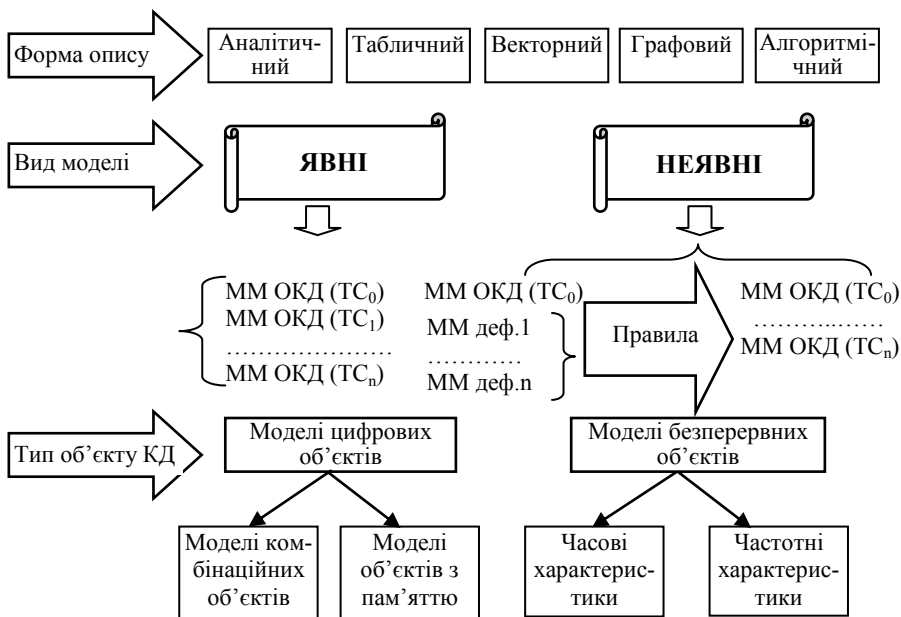 Форма опису
Аналітич-
ний
Табличний
Векторний
Графовий
Алгоритмі-
чний
Вид моделі
ЯВНІ
НЕЯВНІ
ММ ОКД (ТС₀)
ММ ОКД (ТС₁)
…………………
ММ ОКД (ТСₙ)
ММ ОКД (ТС₀)
ММ деф.1
…………
ММ деф.n
Правила
ММ ОКД (ТС₀)
………..……
ММ ОКД (ТСₙ)
Тип об’єкту КД
Моделі цифрових
об’єктів
Моделі безперервних
об’єктів
Моделі ком-
бінаційних
об’єктів
Моделі
об’єктів з
пам’яттю
Часові
характерис-
тики
Частотні
характерис-
тики